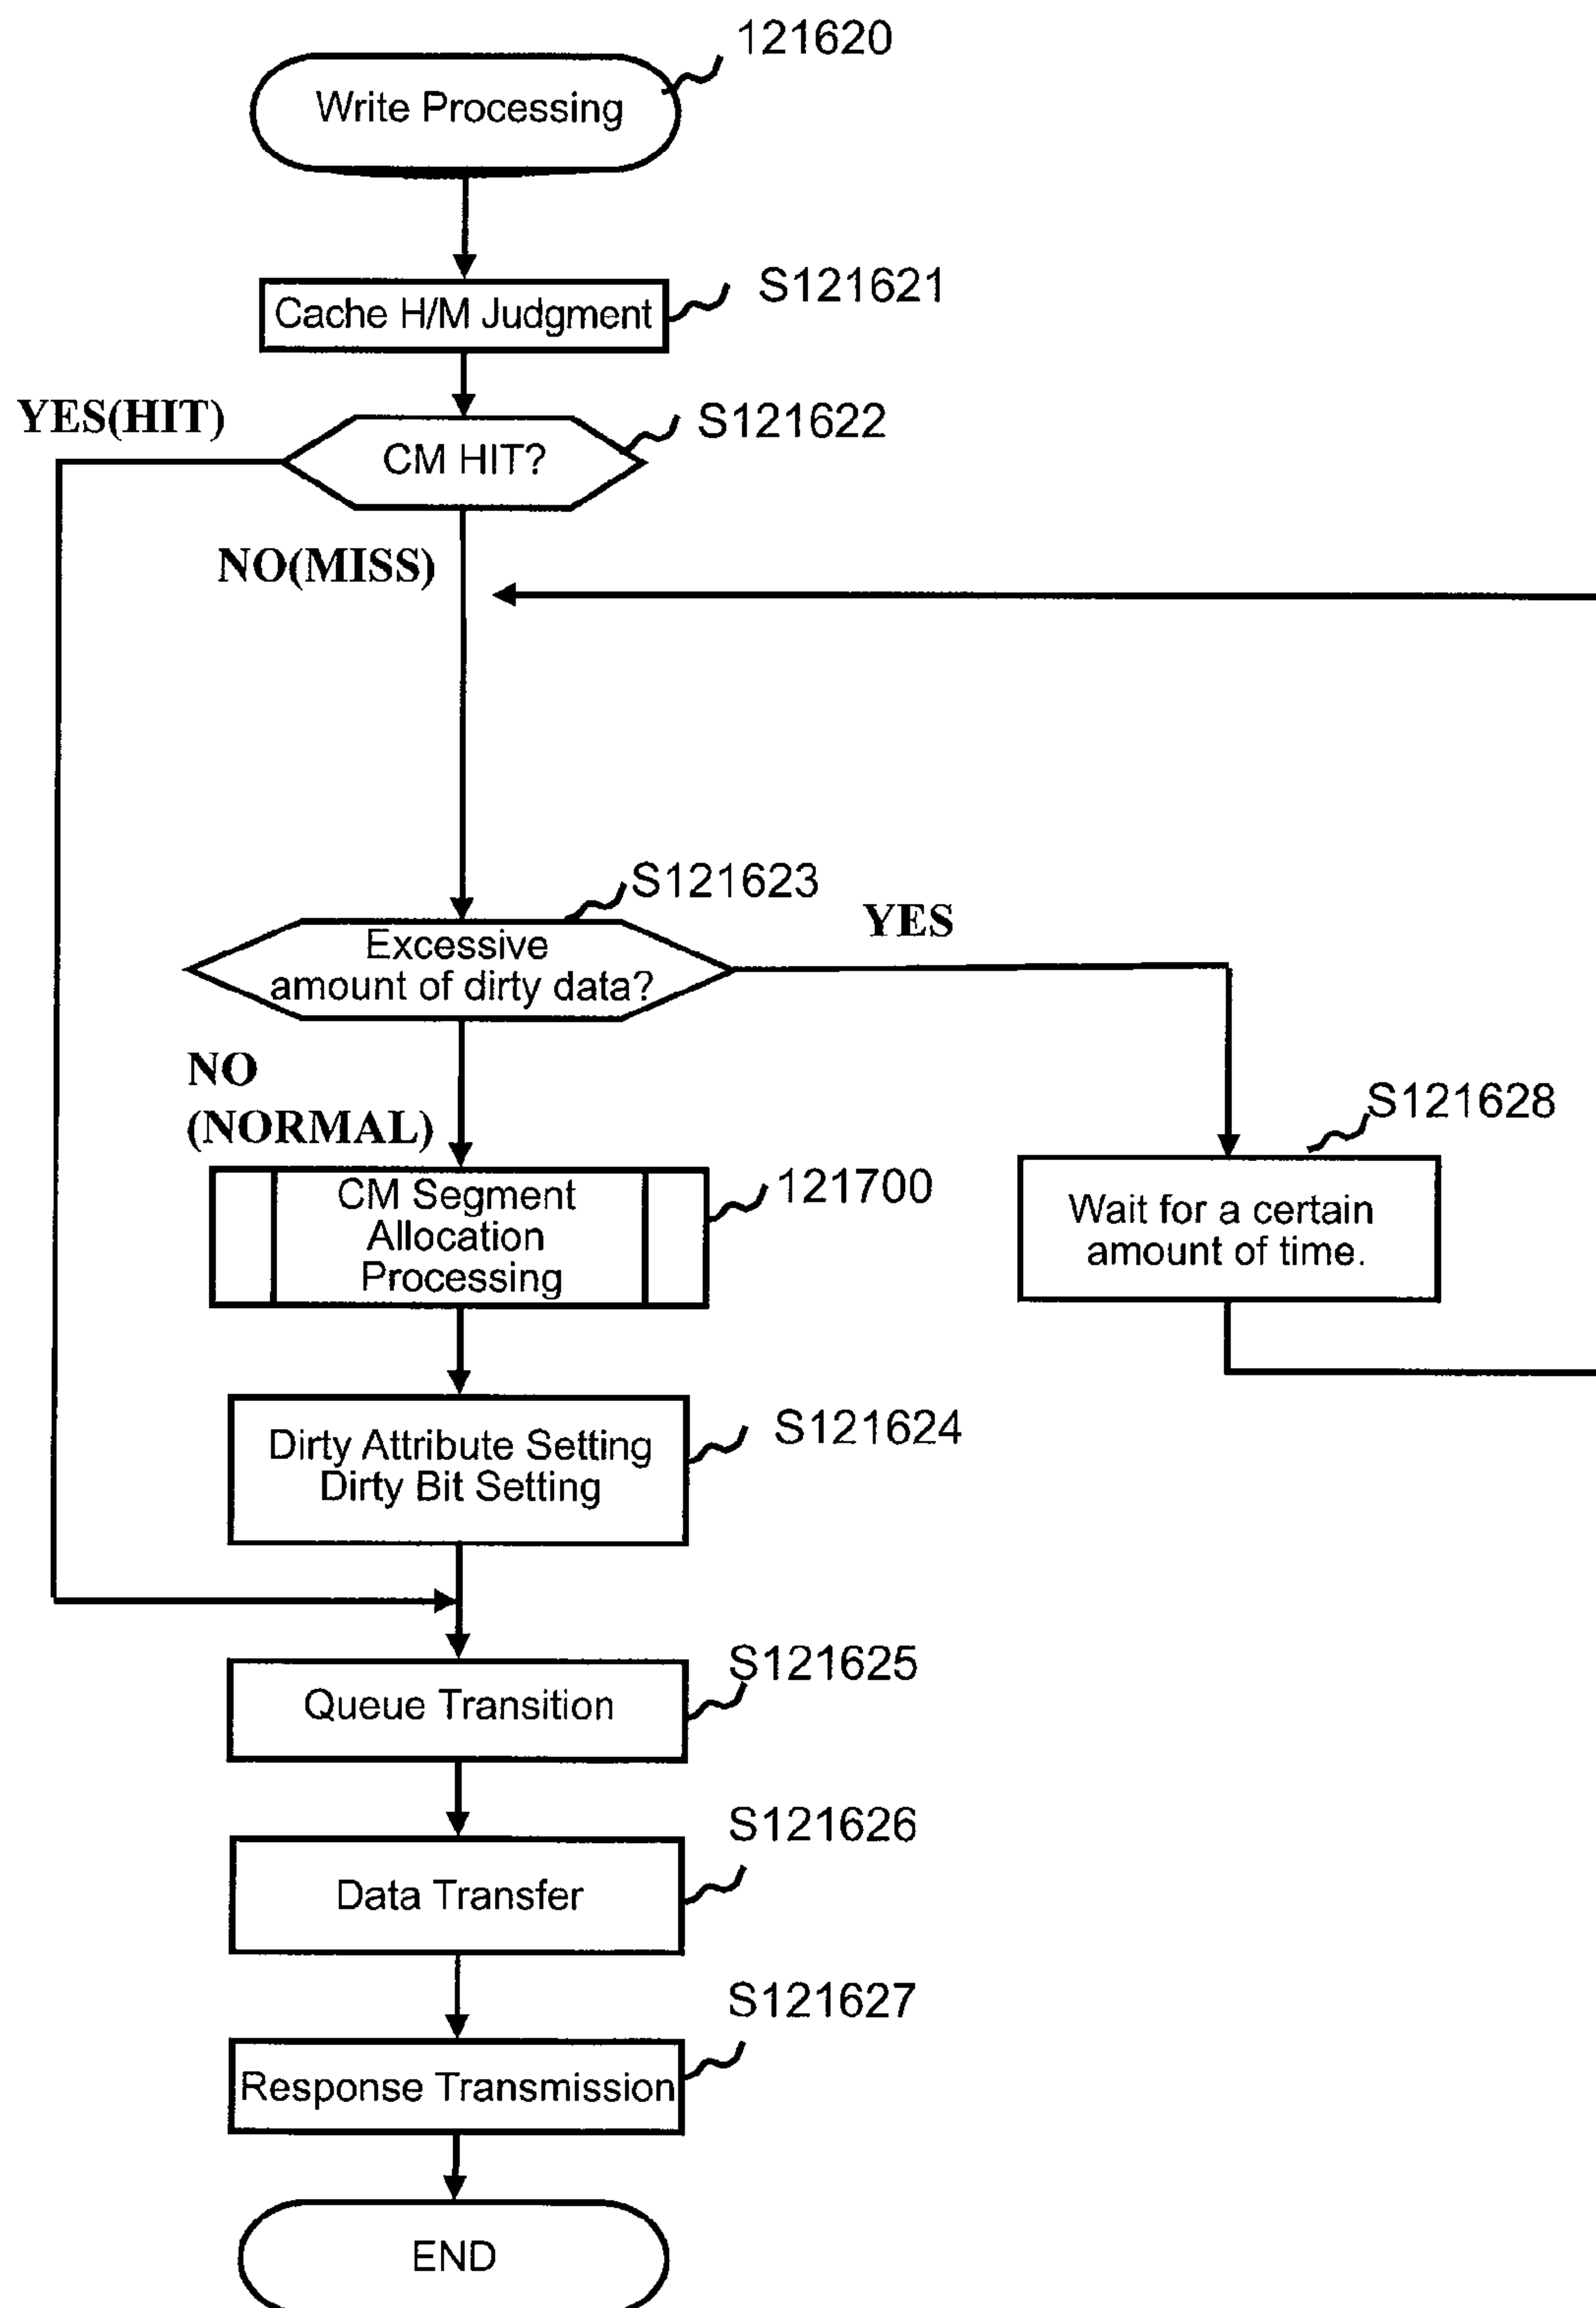 121620
Write Processing
S121621
Cache H/M Judgment
YES(HIT)
S121622
CM HIT?
NO(MISS)
S121623
YES
Excessive
amount of dirty data?
NO
(NORMAL)
S121628
121700
CM Segment
Allocation
Processing
Wait for a certain
amount of time.
S121624
Dirty Attribute Setting
Dirty Bit Setting
S121625
Queue Transition
S121626
Data Transfer
S121627
Response Transmission
END